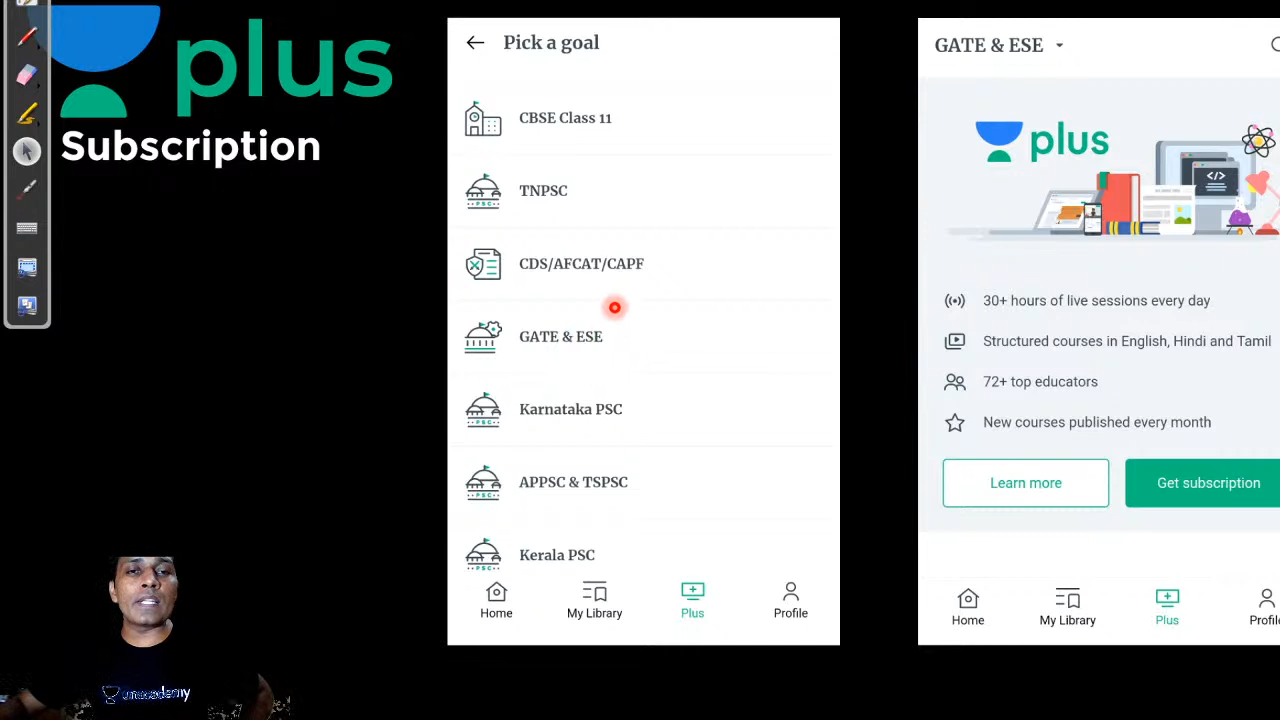 plus
Subscription
Pick a goal
CBSE Class 11
TNPSC
CDS/AFCAT/CAPF
GATE & ESE
Karnataka PSC
APPSC & TSPSC
Kerala PSC
Home
My Library
Plus
Profile
GATE & ESE
plus
</>
30+ hours of live sessions every day
Structured courses in English, Hindi and Tamil
72+ top educators
New courses published every month
Learn more
Get subscription
Home
My Library
Plus
Profile
unacademy